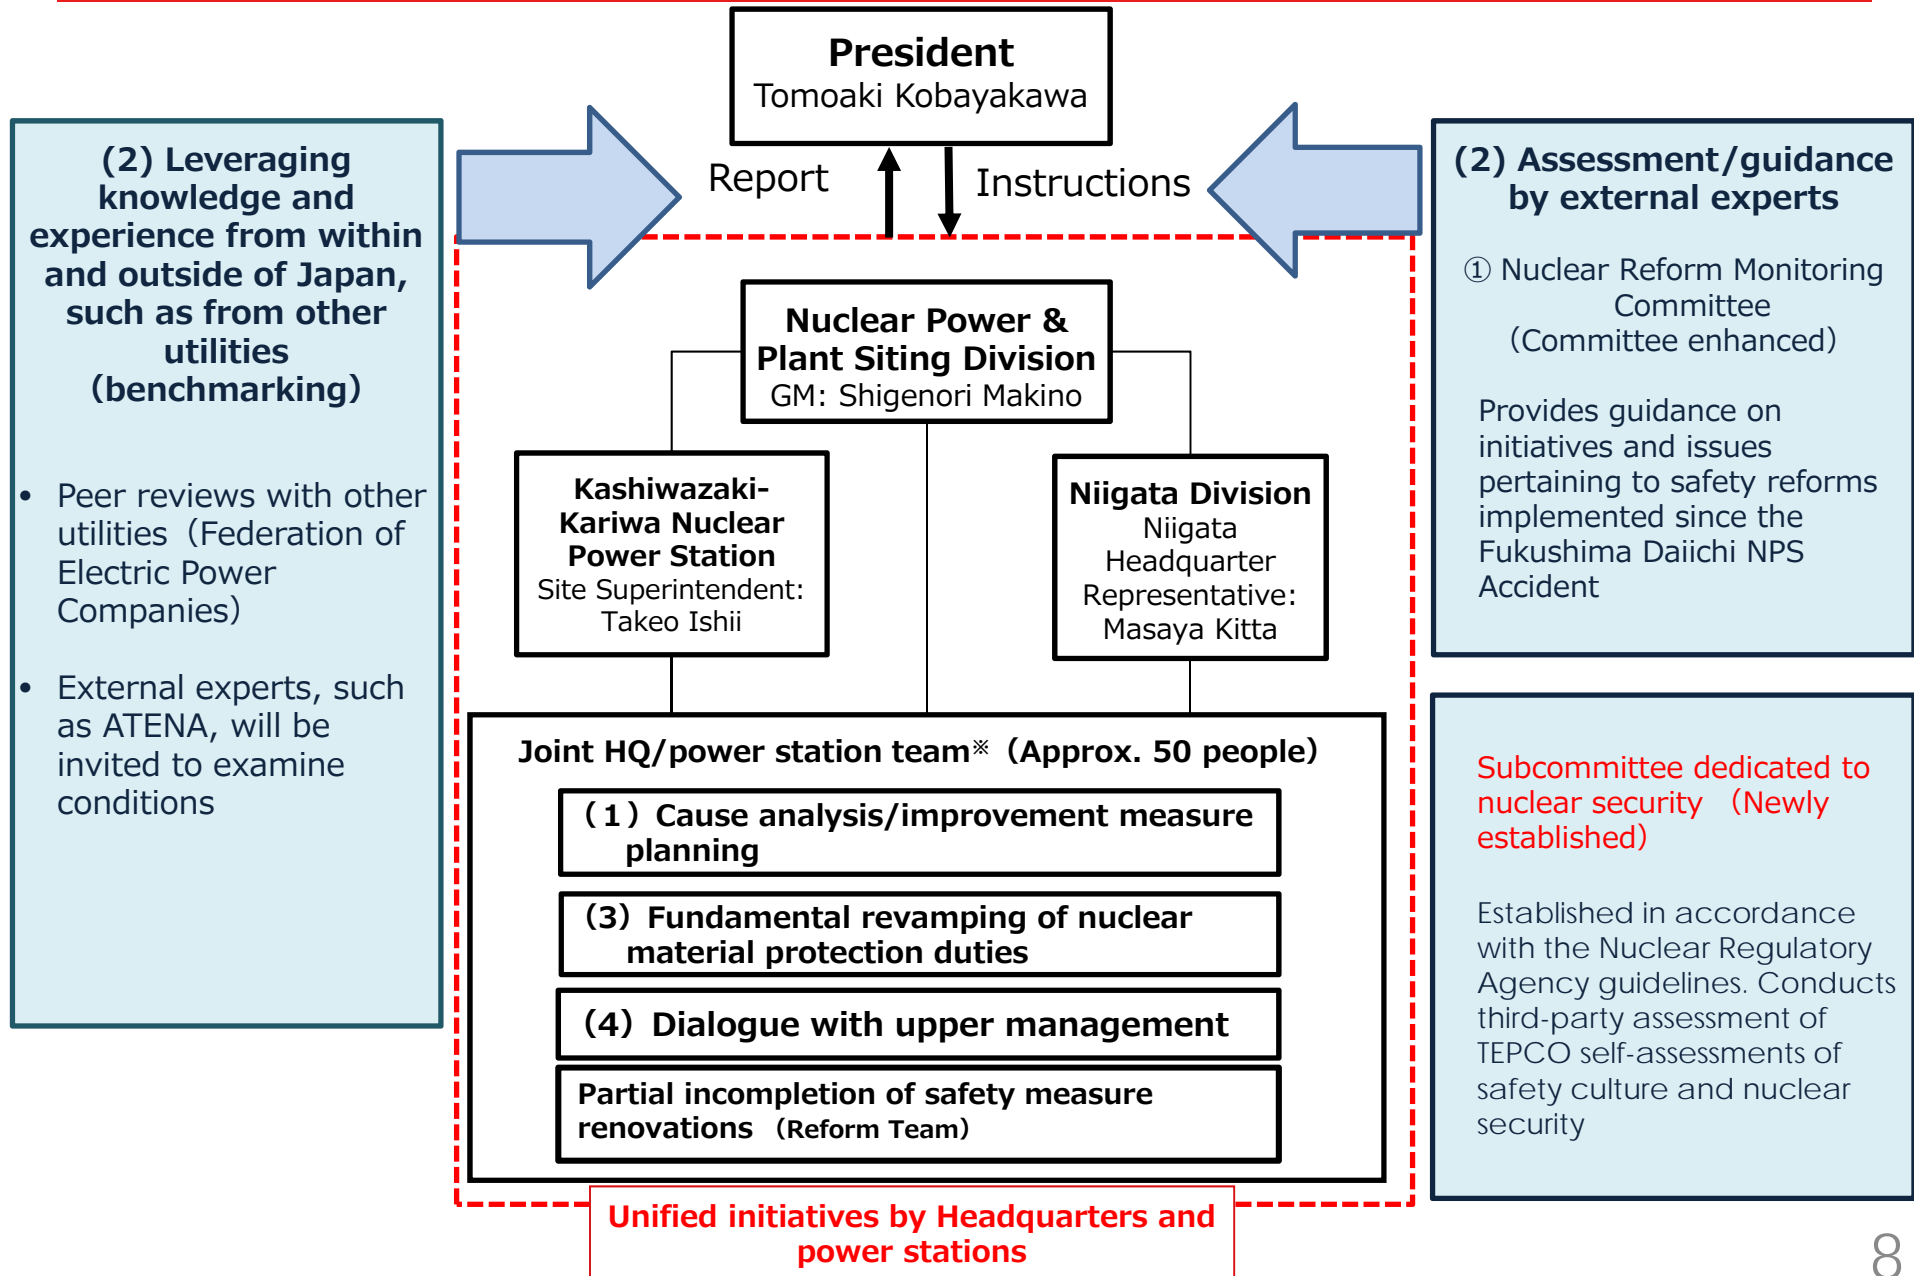 President
Tomoaki Kobayakawa
Report
Instructions
(2) Leveraging
knowledge and
experience from within
and outside of Japan,
such as from other
utilities
（benchmarking）
• Peer reviews with other
utilities（Federation of
Electric Power
Companies）
• External experts, such
as ATENA, will be
invited to examine
conditions
Nuclear Power &
Plant Siting Division
GM: Shigenori Makino
Kashiwazaki-
Kariwa Nuclear
Power Station
Site Superintendent:
Takeo Ishii
Niigata Division
Niigata
Headquarter
Representative:
Masaya Kitta
Joint HQ/power station team※（Approx. 50 people）
（1）Cause analysis/improvement measure
planning
（3）Fundamental revamping of nuclear
material protection duties
（4）Dialogue with upper management
Partial incompletion of safety measure
renovations （Reform Team）
Unified initiatives by Headquarters and
power stations
(2) Assessment/guidance
by external experts
① Nuclear Reform Monitoring
Committee
（Committee enhanced）
Provides guidance on
initiatives and issues
pertaining to safety reforms
implemented since the
Fukushima Daiichi NPS
Accident
Subcommittee dedicated to
nuclear security （Newly
established）
Established in accordance
with the Nuclear Regulatory
Agency guidelines. Conducts
third-party assessment of
TEPCO self-assessments of
safety culture and nuclear
security
8